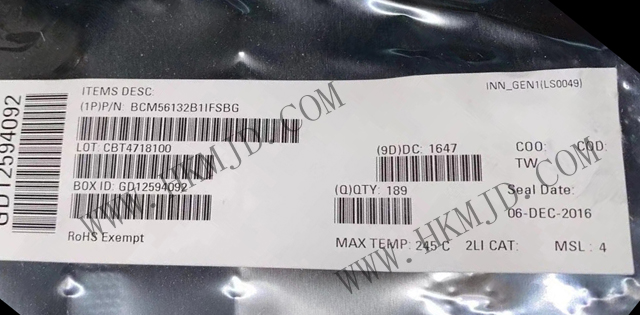 ITEMS DESC:
INN_GEN1(LS0049)
(1P)P/N: BCM56132B1IFSBG
LOT: CBT4718100
(9D)DC: 1647
COO: COD:
TW
BOX ID: GD12594092
(Q)QTY: 189
Seal Date:
06-DEC-2016
RoHS Exempt
MAX TEMP: 245 C 2LI CAT: MSL: 4
GD12594092
WWW.HKMJD.COM
WWW.HKMJD.COM